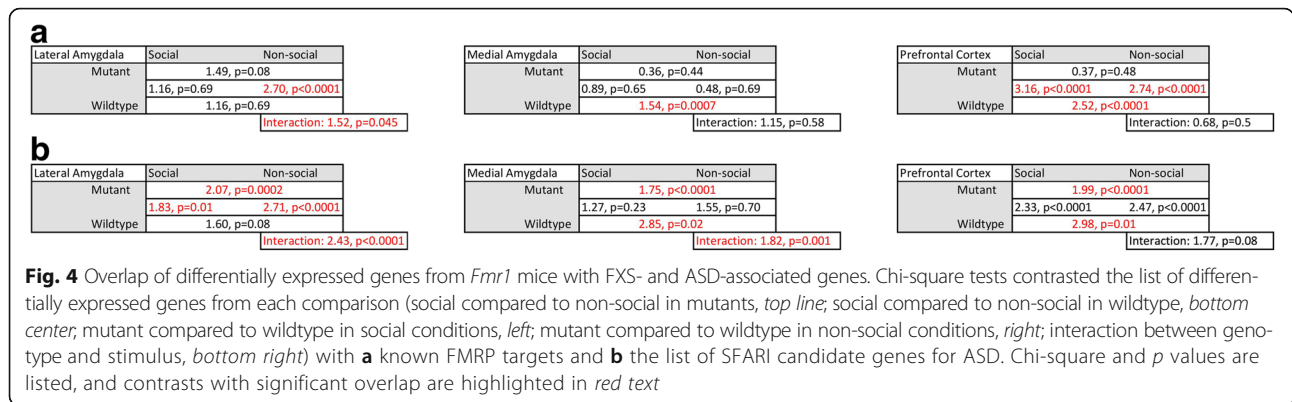 a
Lateral Amygdala Social Non-social
Mutant 1.49, p=0.08
1.16, p=0.69 2.70, p<0.0001
Wildtype 1.16, p=0.69
Interaction: 1.52, p=0.045
Medial Amygdala Social Non-social
Mutant 0.36, p=0.44
0.89, p=0.65 0.48, p=0.69
Wildtype 1.54, p=0.0007
Interaction: 1.15, p=0.58
Prefrontal Cortex Social Non-social
Mutant 0.37, p=0.48
3.16, p<0.0001 2.74, p<0.0001
Wildtype 2.52, p<0.0001
Interaction: 0.68, p=0.5
b
Lateral Amygdala Social Non-social
Mutant 2.07, p=0.0002
1.83, p=0.01 2.71, p<0.0001
Wildtype 1.60, p=0.08
Interaction: 2.43, p<0.0001
Medial Amygdala Social Non-social
Mutant 1.75, p<0.0001
1.27, p=0.23 1.55, p=0.70
Wildtype 2.85, p=0.02
Interaction: 1.82, p=0.001
Prefrontal Cortex Social Non-social
Mutant 1.99, p<0.0001
2.33, p<0.0001 2.47, p<0.0001
Wildtype 2.98, p=0.01
Interaction: 1.77, p=0.08
Fig. 4 Overlap of differentially expressed genes from Fmr1 mice with FXS- and ASD-associated genes. Chi-square tests contrasted the list of differen-
tially expressed genes from each comparison (social compared to non-social in mutants, top line; social compared to non-social in wildtype, bottom
center; mutant compared to wildtype in social conditions, left; mutant compared to wildtype in non-social conditions, right; interaction between geno-
type and stimulus, bottom right) with a known FMRP targets and b the list of SFARI candidate genes for ASD. Chi-square and p values are
listed, and contrasts with significant overlap are highlighted in red text